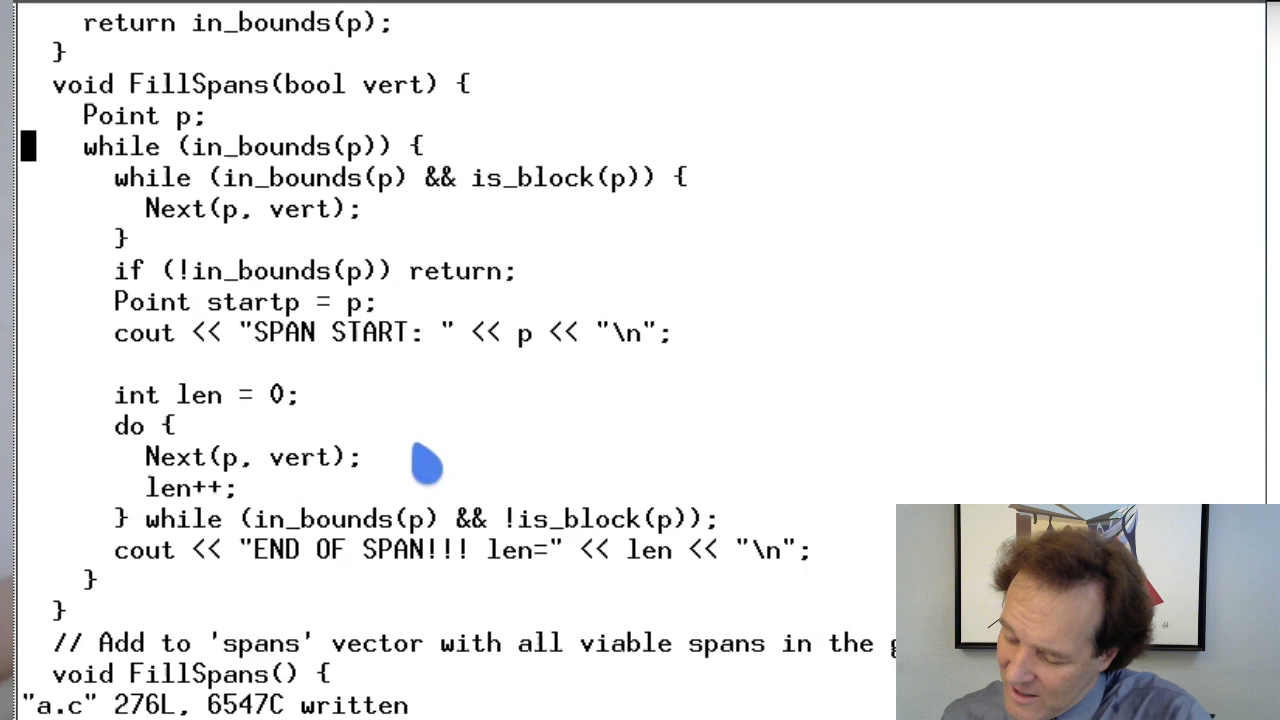 return in_bounds(p);
}
void FillSpans(bool vert) {
Point p;
while (in_bounds(p)) {
while (in_bounds(p) && is_block(p)) {
Next(p, vert);
}
if (!in_bounds(p)) return;
Point startp = p;
cout << "SPAN START: " << p << "\n";
int len = 0;
do {
Next(p, vert);
len++;
} while (in_bounds(p) && !is_block(p));
cout << "END OF SPAN!!! len=" << len << "\n";
}
}
// Add to 'spans' vector with all viable spans in the
void FillSpans() {
"a.c" 276L, 6547C written